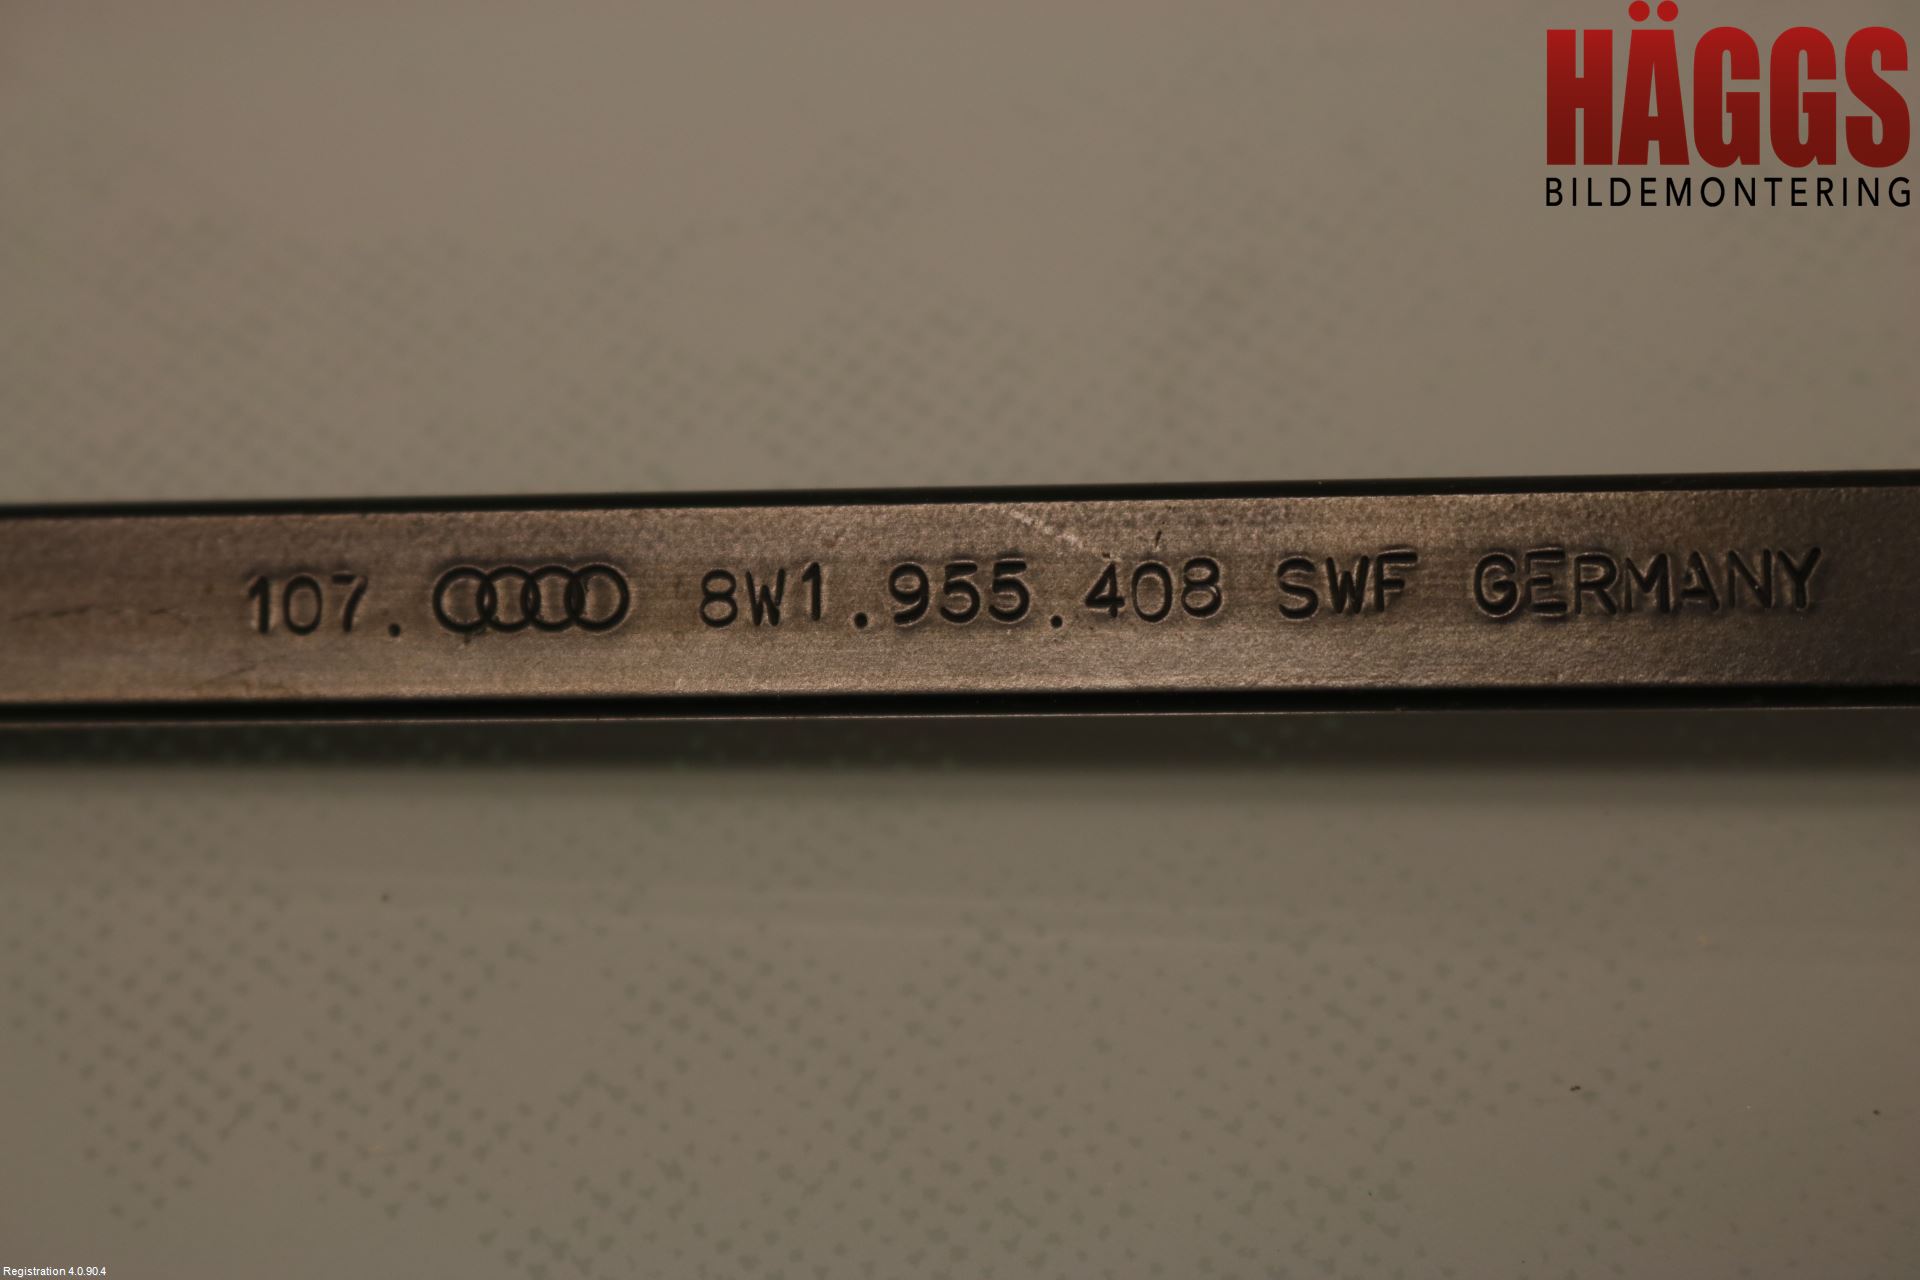 HÄGGS
BILDEMONTERING
107. 8W1.955.408 SWF GERMANY
Registration 4.0.90.4